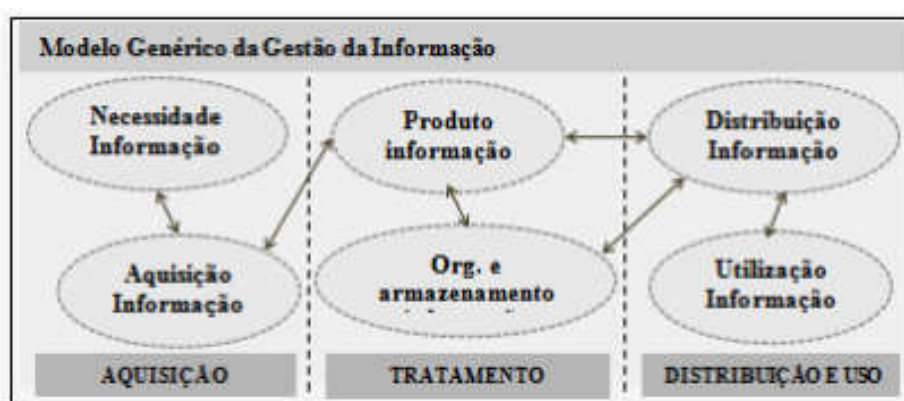 Modelo Genérico da Gestão da Informação
Necessidade
Informação
Produto
informação
Distribuição
Informação
Aquisição
Informação
Org. e
armazenamento
Utilização
Informação
AQUISIÇÃO
TRATAMENTO
DISTRIBUIÇÃO E USO